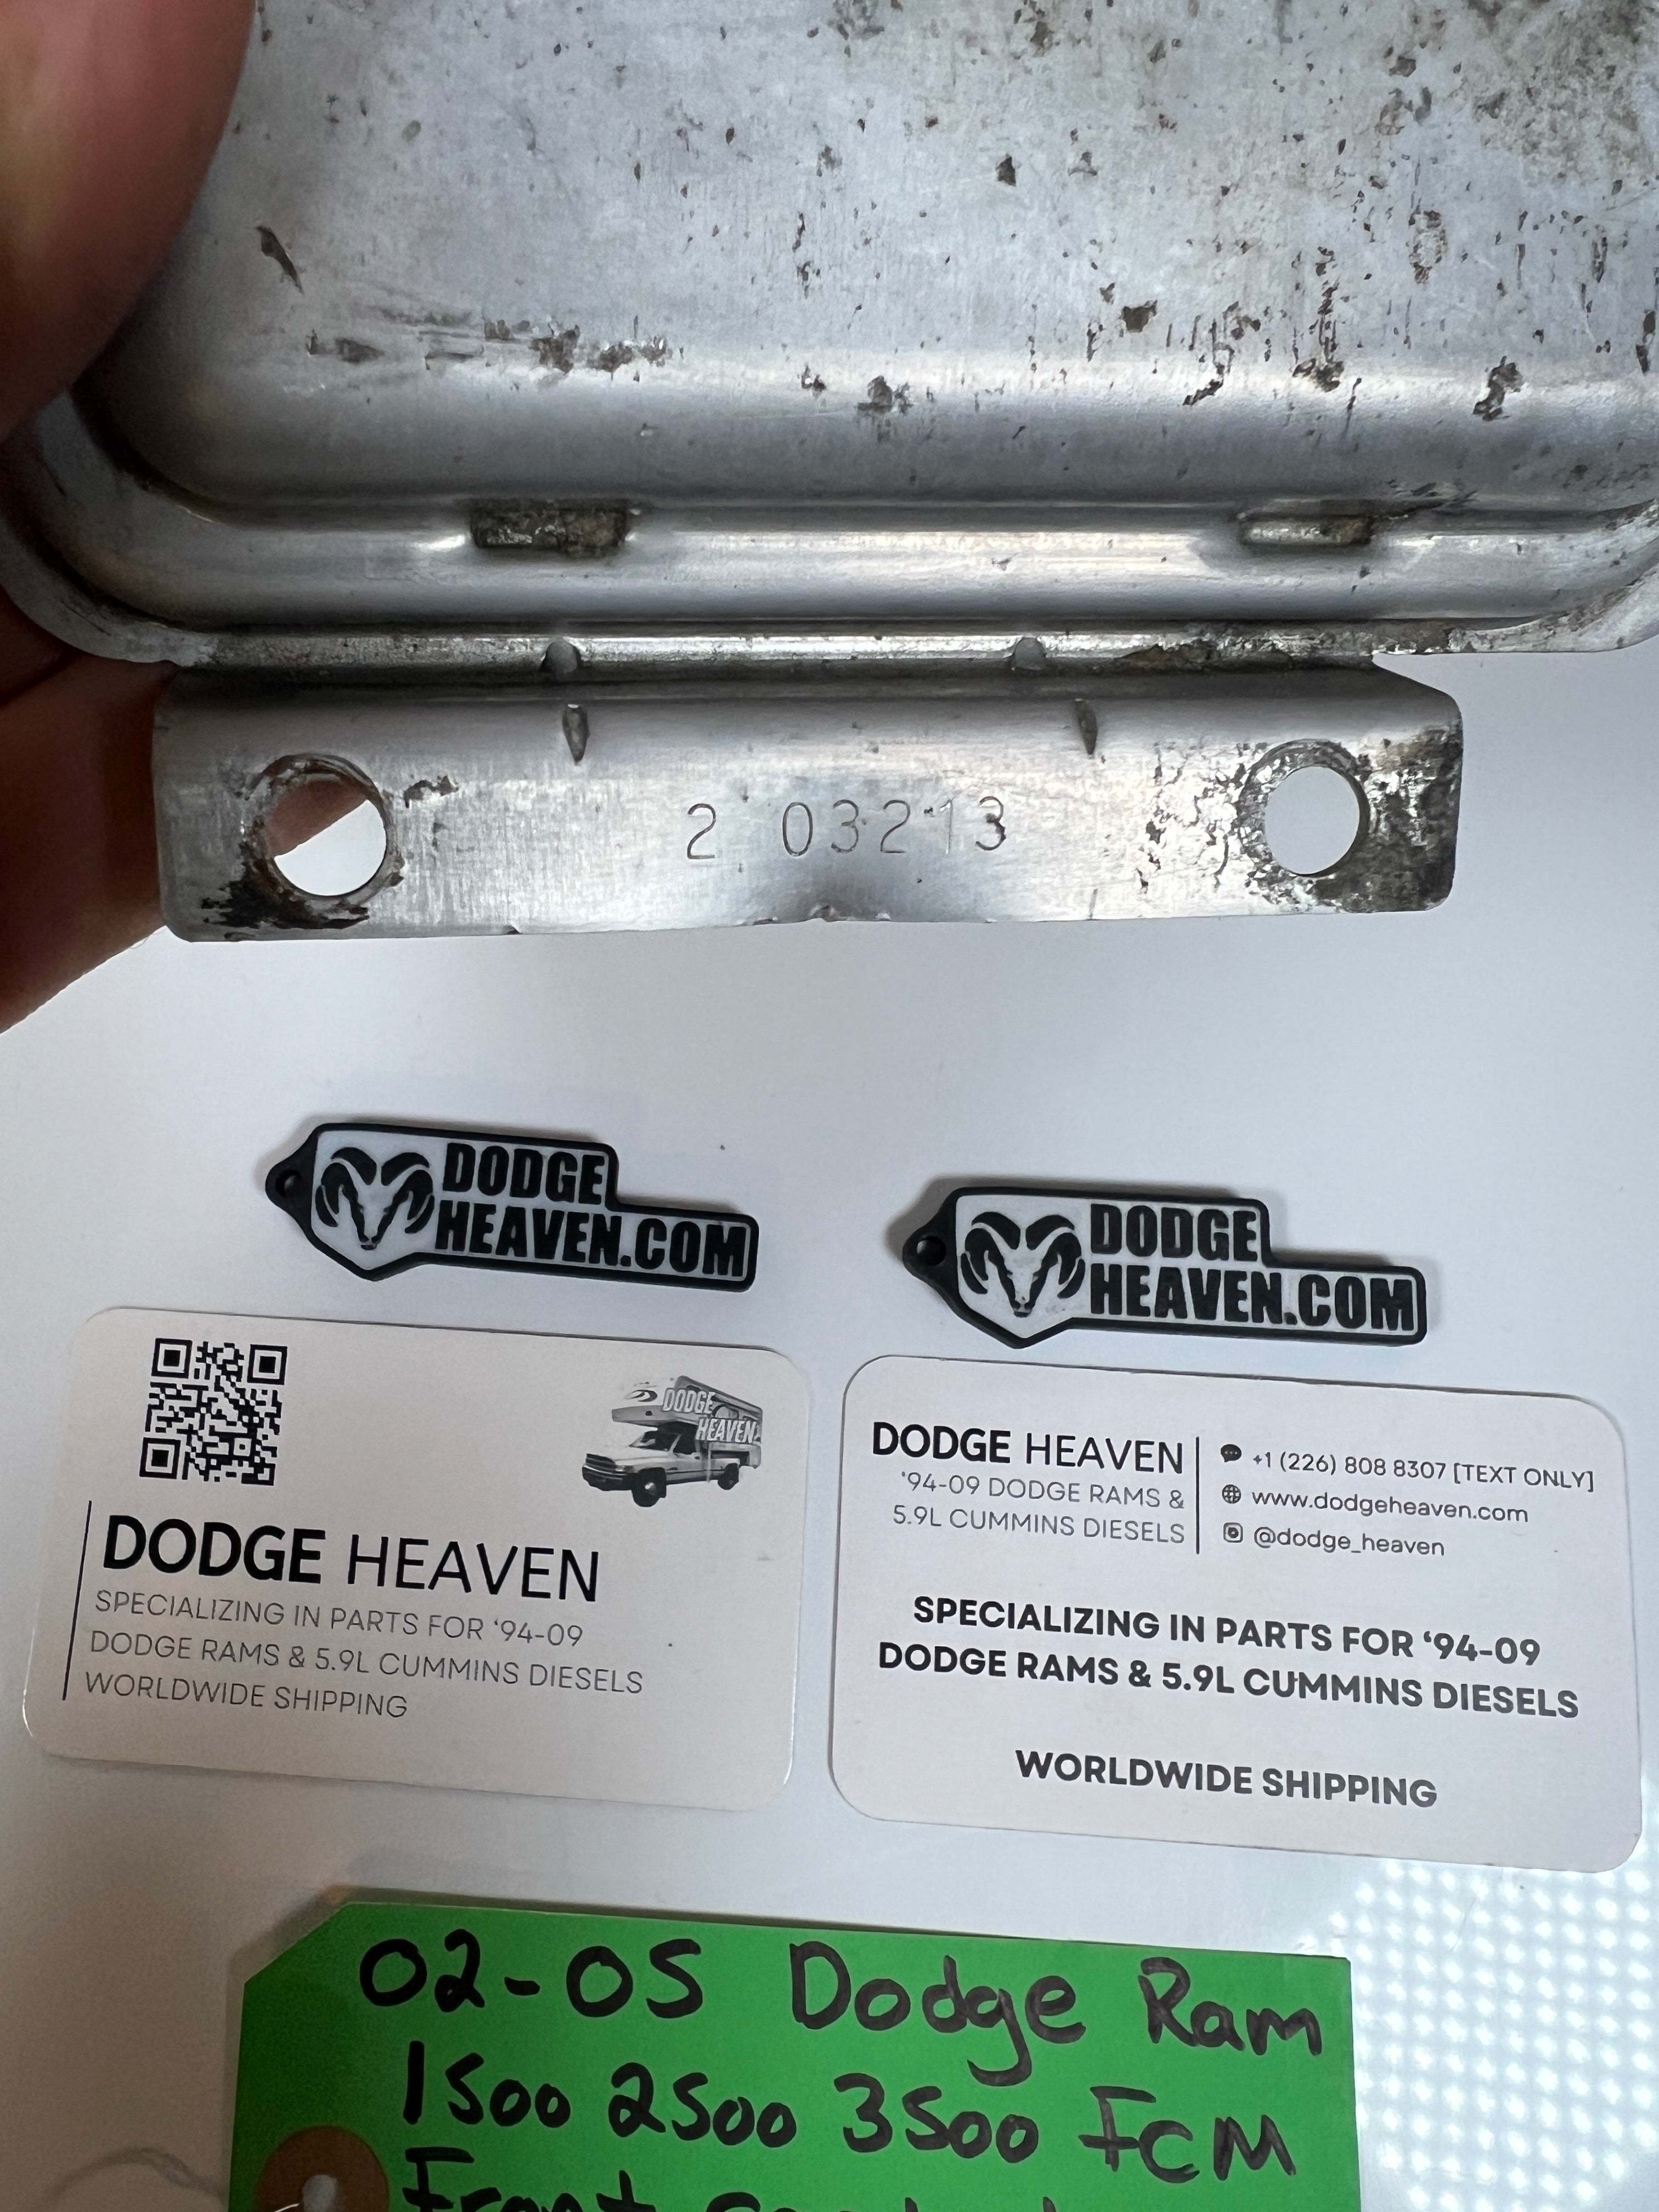 2 03213
DODGE
HEAVEN.COM
DODGE
HEAVEN.COM
DODGE
HEAVEN
DODGE HEAVEN
SPECIALIZING IN PARTS FOR ‘94-09
DODGE RAMS & 5.9L CUMMINS DIESELS
WORLDWIDE SHIPPING
DODGE HEAVEN
‘94-09 DODGE RAMS &
5.9L CUMMINS DIESELS
+1 (226) 808 8307 [TEXT ONLY]
www.dodgeheaven.com
@dodge_heaven
SPECIALIZING IN PARTS FOR ‘94-09
DODGE RAMS & 5.9L CUMMINS DIESELS
WORLDWIDE SHIPPING
02-05 Dodge Ram
1500 2500 3500 FCM
Front